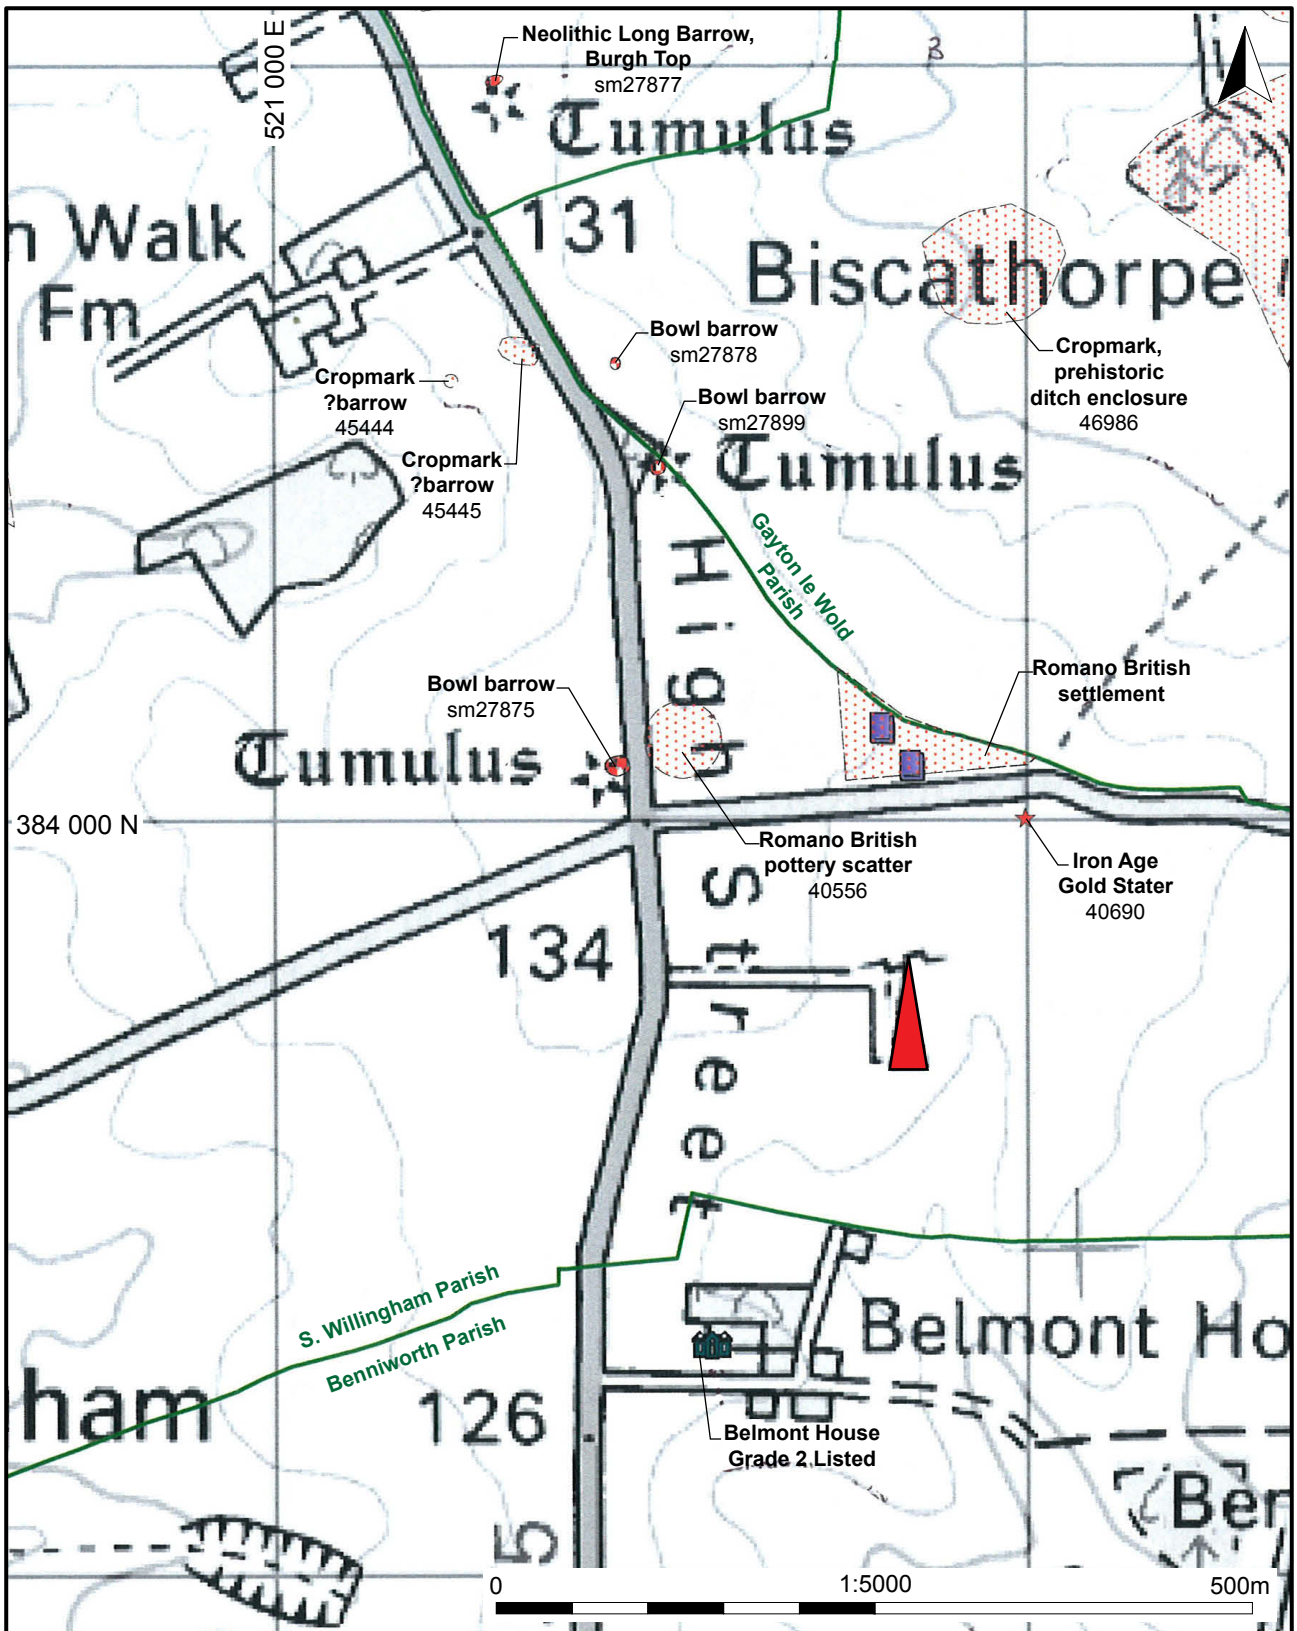 Neolithic Long Barrow,
Burgh Top
sm27877
521 000 E
Tumulus
131
n Walk
Fm
Biscathorpe
Bowl barrow
sm27878
Cropmark,
prehistoric
ditch enclosure
46986
Cropmark
?barrow
45444
Bowl barrow
sm27899
Tumulus
Cropmark
?barrow
45445
Gayton le Wold
Parish
High Street
Romano British
settlement
Bowl barrow
sm27875
Tumulus
384 000 N
Romano British
pottery scatter
40556
Iron Age
Gold Stater
40690
134
S. Willingham Parish
Benniworth Parish
Belmont Ho
ham
126
Belmont House
Grade 2 Listed
Ber
5
0 1:5000 500m